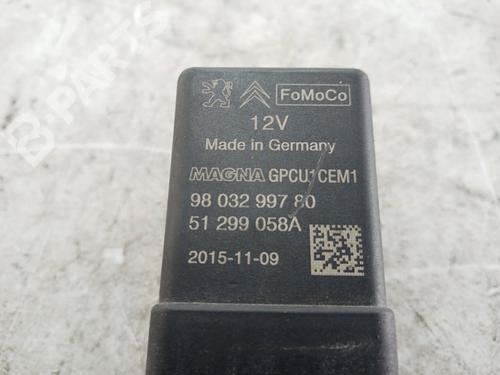 FoMoCo
12V
Made in Germany
MAGNA GPCU1CEM1
98 032 997 80
51 299 058A
2015-11-09
B-PARTS